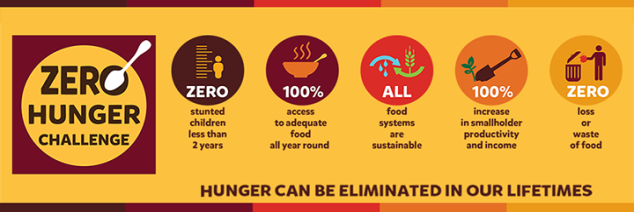 ZERO
HUNGER
CHALLENGE
ZERO
stunted
children
less than
2 years
100%
access
to adequate
food
all year round
ALL
food
systems
are
sustainable
100%
increase
in smallholder
productivity
and income
ZERO
loss
or
waste
of food
HUNGER CAN BE ELIMINATED IN OUR LIFETIMES